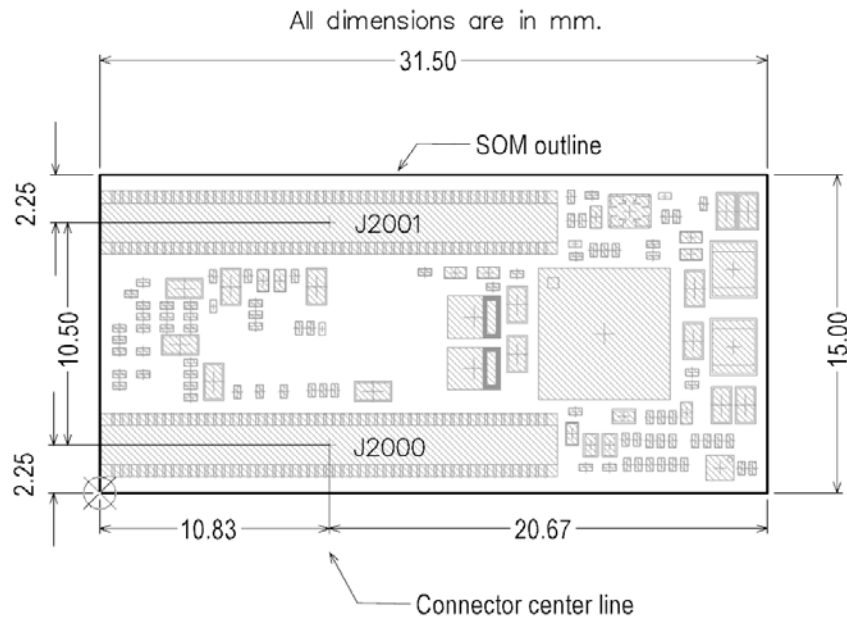 All dimensions are in mm.
31.50
SOM outline
2.25
J2001
10.50
15.00
J2000
2.25
10.83
20.67
Connector center line